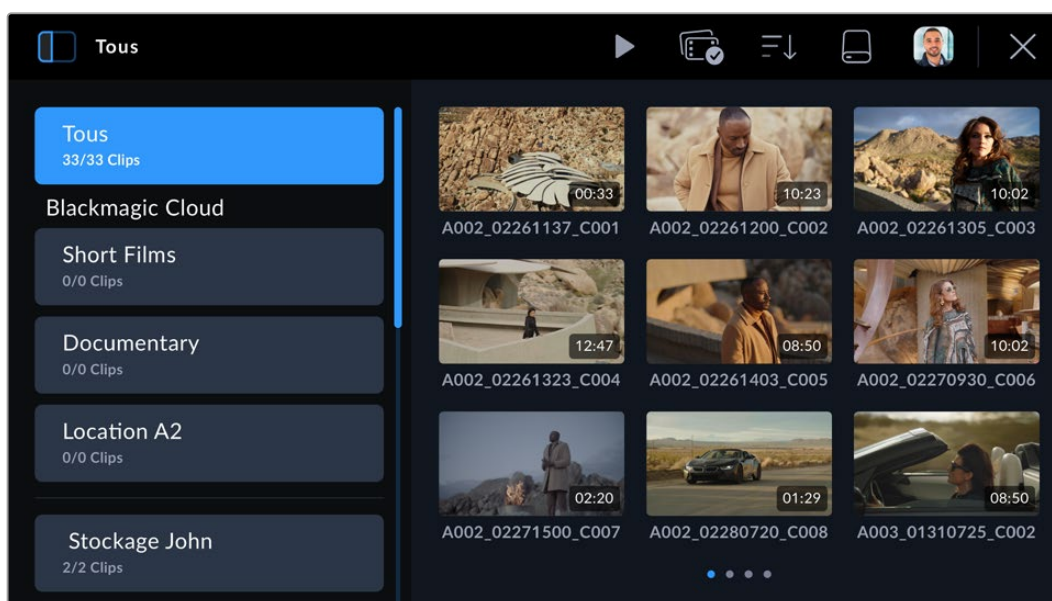 Tous
Tous
33/33 Clips
Blackmagic Cloud
Short Films
0/0 Clips
Documentary
0/0 Clips
Location A2
0/0 Clips
Stockage John
2/2 Clips
00:33 10:23 10:02
A002_02261137_C001 A002_02261200_C002 A002_02261305_C003
12:47 08:50 10:02
A002_02261323_C004 A002_02261403_C005 A002_02270930_C006
02:20 01:29 08:50
A002_02271500_C007 A002_02280720_C008 A003_01310725_C002